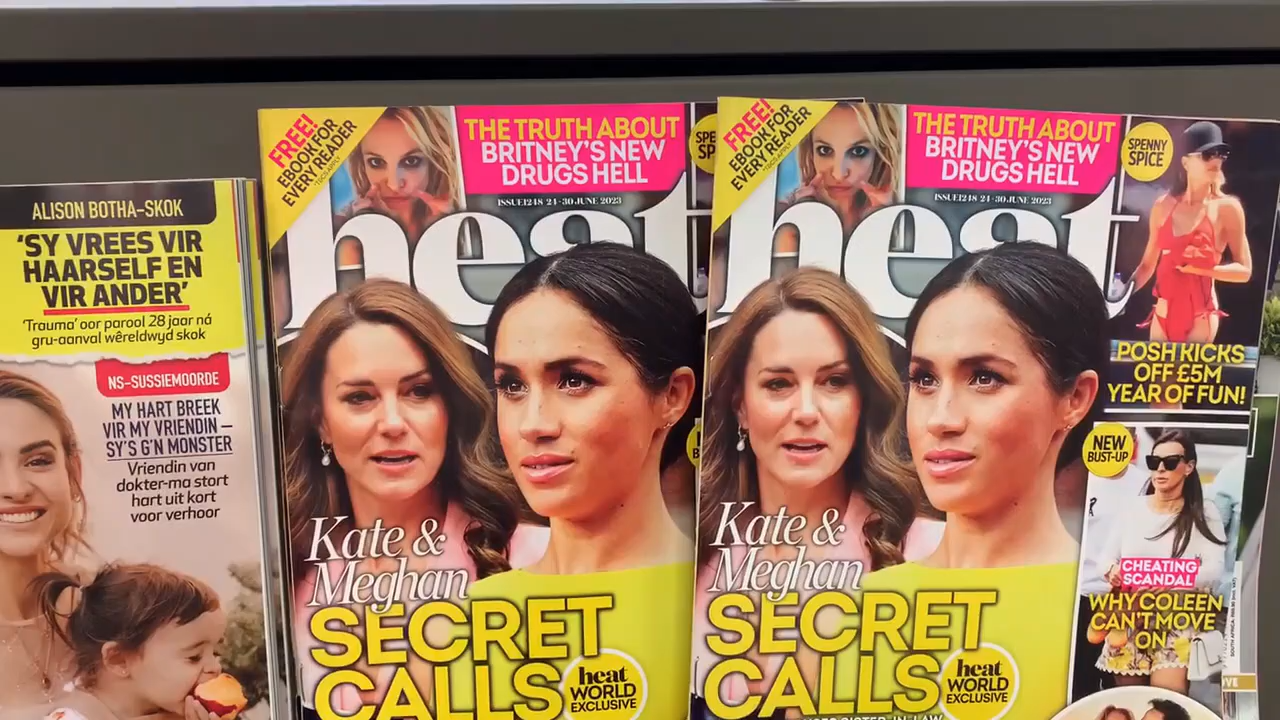 ALISON BOTHA-SKOK
'SY VREES VIR
HAARSELF EN
VIR ANDER'
'Trauma' oor parool 28 jaar ná
gru-aanval wêreldwyd skok
NS-SUSSIEMOORDE
MY HART BREEK
VIR MY VRIENDIN –
SY'S G'N MONSTER
Vriendin van
dokter-ma stort
hart uit kort
voor verhoor
FREE!
EBOOK FOR
EVERY READER
THE TRUTH ABOUT
BRITNEY'S NEW
DRUGS HELL
ISSUE 1248 24-30 JUNE 2023
heat
Kate &
Meghan
SECRET
CALLS
heat
WORLD
EXCLUSIVE
FREE!
EBOOK FOR
EVERY READER
THE TRUTH ABOUT
BRITNEY'S NEW
DRUGS HELL
ISSUE 1248 24-30 JUNE 2023
heat
SPENNY
SPICE
POSH KICKS
OFF £5M
YEAR OF FUN!
NEW
BUST-UP
CHEATING
SCANDAL
WHY COLEEN
CAN'T MOVE
ON
Kate &
Meghan
SECRET
CALLS
heat
WORLD
EXCLUSIVE